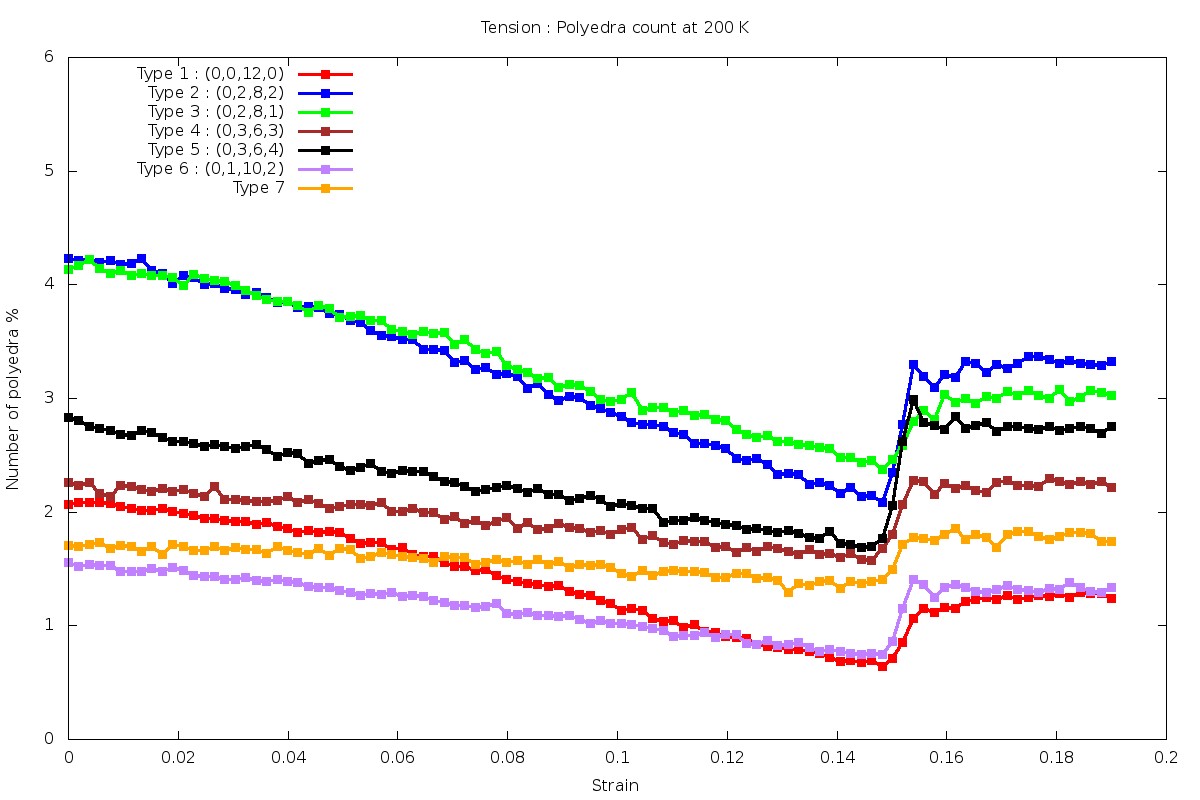 Tension : Polyedra count at 200 K
6
5
4
3
2
1
0
Number of polyedra %
Type 1 : (0,0,12,0)
Type 2 : (0,2,8,2)
Type 3 : (0,2,8,1)
Type 4 : (0,3,6,3)
Type 5 : (0,3,6,4)
Type 6 : (0,1,10,2)
Type 7
0 0.02 0.04 0.06 0.08 0.1 0.12 0.14 0.16 0.18 0.2
Strain